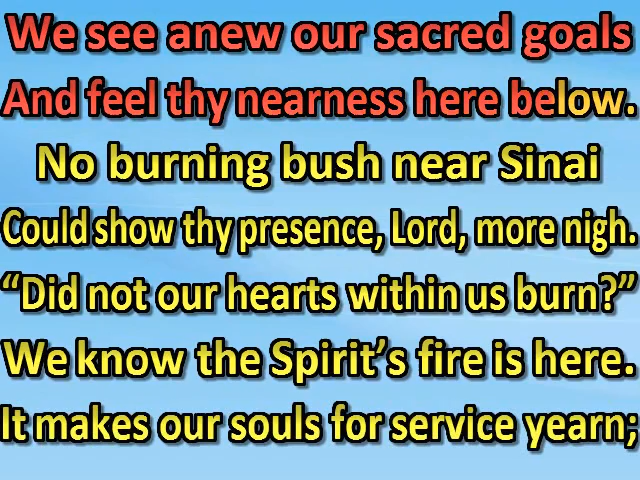 We see anew our sacred goals
And feel thy nearness here below.
No burning bush near Sinai
Could show thy presence, Lord, more nigh.
“Did not our hearts within us burn?”
We know the Spirit’s fire is here.
It makes our souls for service yearn;